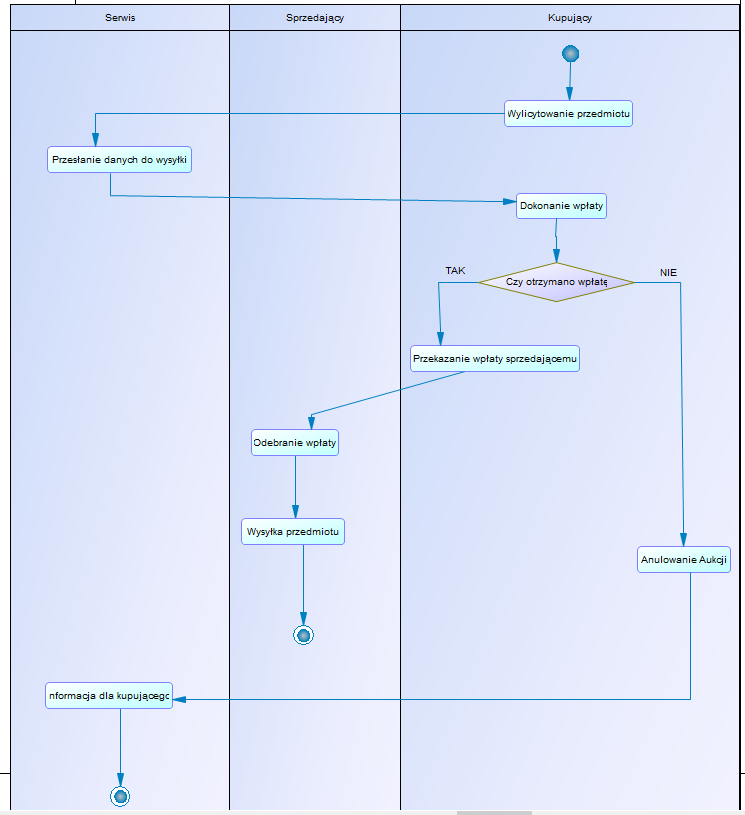 Serwis
Sprzedający
Kupujący
Wylicytowanie przedmiotu
Przesłanie danych do wysyłki
Dokonanie wpłaty
TAK
Czy otrzymano wpłatę
NIE
Przekazanie wpłaty sprzedającemu
Odebranie wpłaty
Wysyłka przedmiotu
Anulowanie Aukcji
nformacja dla kupującego